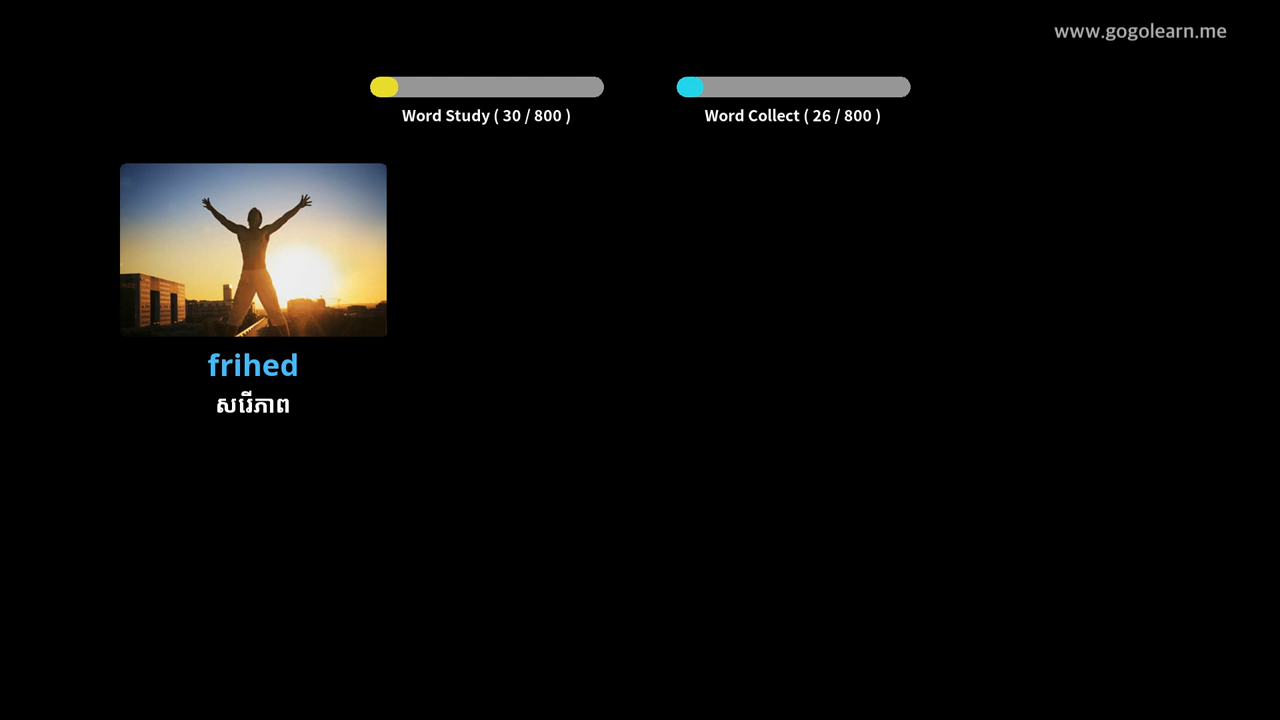 www.gogolearn.me
Word Study ( 30 / 800 )
Word Collect ( 26 / 800 )
frihed
សេរីភាព